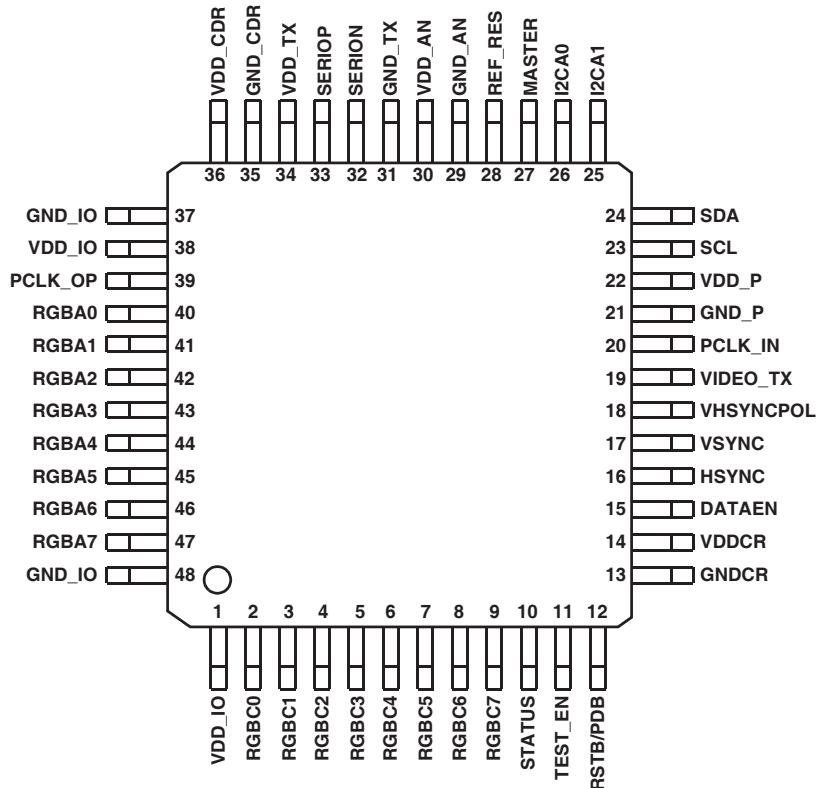 VDD_CDR
GND_CDR
VDD_TX
SERIOP
SERION
GND_TX
VDD_AN
GND_AN
REF_RES
MASTER
I2CA0
I2CA1
36 35 34 33 32 31 30 29 28 27 26 25
GND_IO 37 24 SDA
VDD_IO 38 23 SCL
PCLK_OP 39 22 VDD_P
RGBA0 40 21 GND_P
RGBA1 41 20 PCLK_IN
RGBA2 42 19 VIDEO_TX
RGBA3 43 18 VHSYNCPOL
RGBA4 44 17 VSYNC
RGBA5 45 16 HSYNC
RGBA6 46 15 DATAEN
RGBA7 47 14 VDDCR
GND_IO 48 13 GNDCR
1 2 3 4 5 6 7 8 9 10 11 12
VDD_IO
RGBC0
RGBC1
RGBC2
RGBC3
RGBC4
RGBC5
RGBC6
RGBC7
STATUS
TEST_EN
RSTB/PDB